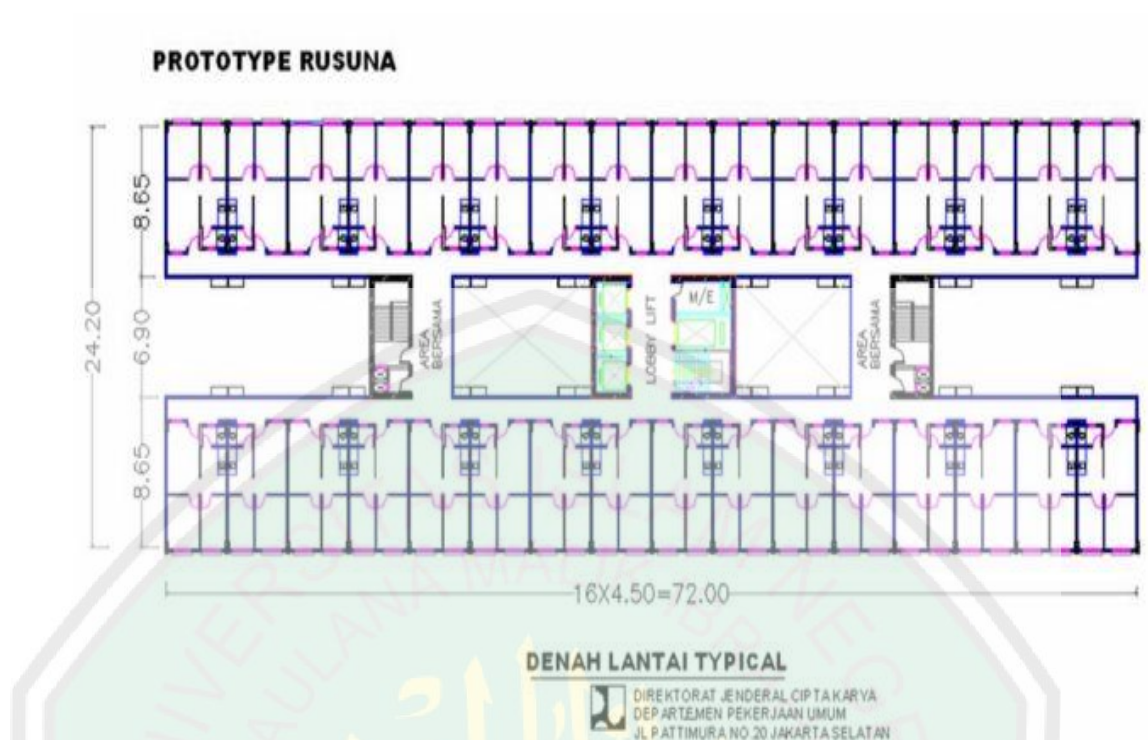 PROTOTYPE RUSUNA
8.65
24.20
6.90
8.65
AREA
BERSAMA
LOBBY LIFT
M/E
AREA
BERSAMA
16X4.50=72.00
DENAH LANTAI TYPICAL
DIREKTORAT JENDERAL CIPTA KARYA
DEPARTEMEN PEKERJAAN UMUM
JL PATTIMURA NO.20 JAKARTA SELATAN